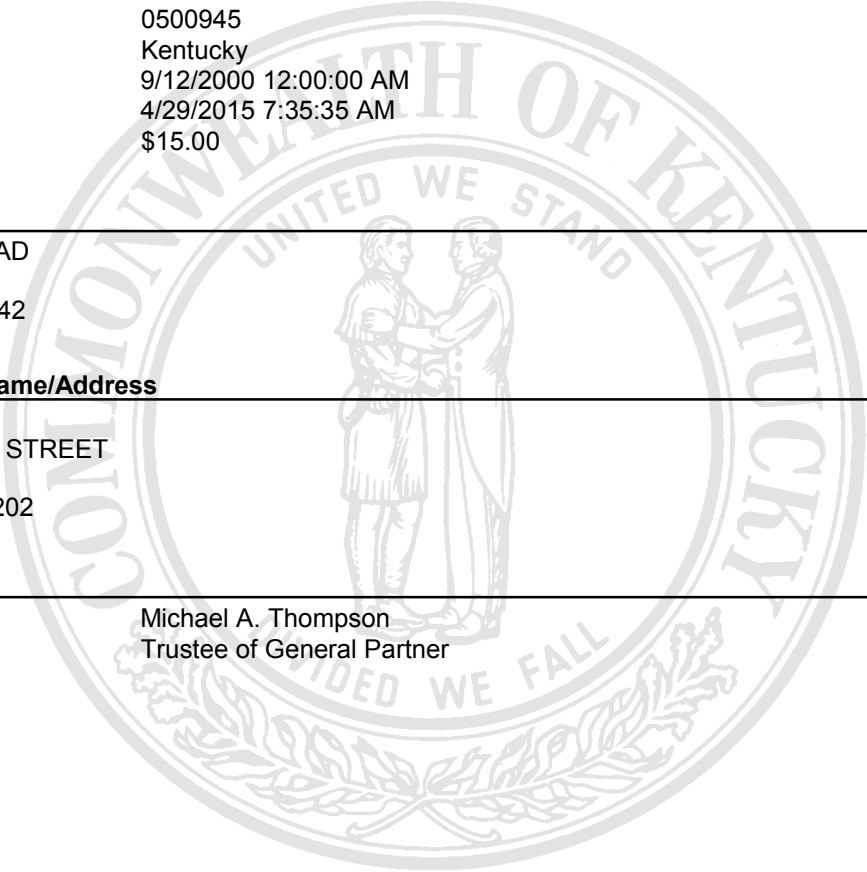 0500945
Kentucky
9/12/2000 12:00:00 AM
4/29/2015 7:35:35 AM
$15.00
COMMONWEALTH OF KENTUCKY
UNITED WE STAND
AD
42
ame/Address
STREET
202
Michael A. Thompson
Trustee of General Partner
DIVIDED WE FALL